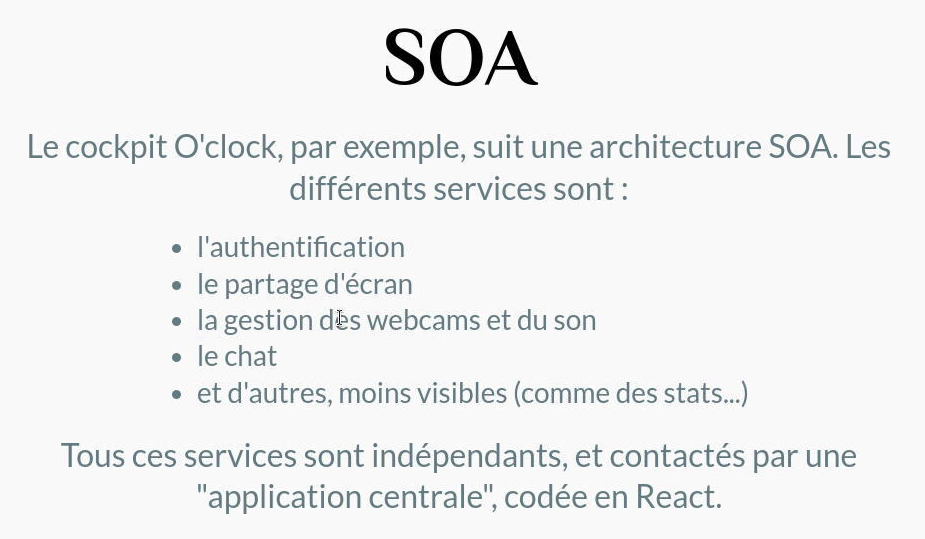 SOA
Le cockpit O'clock, par exemple, suit une architecture SOA. Les
différents services sont :
• l'authentification
• le partage d'écran
• la gestion des webcams et du son
• le chat
• et d'autres, moins visibles (comme des stats...)
Tous ces services sont indépendants, et contactés par une
"application centrale", codée en React.